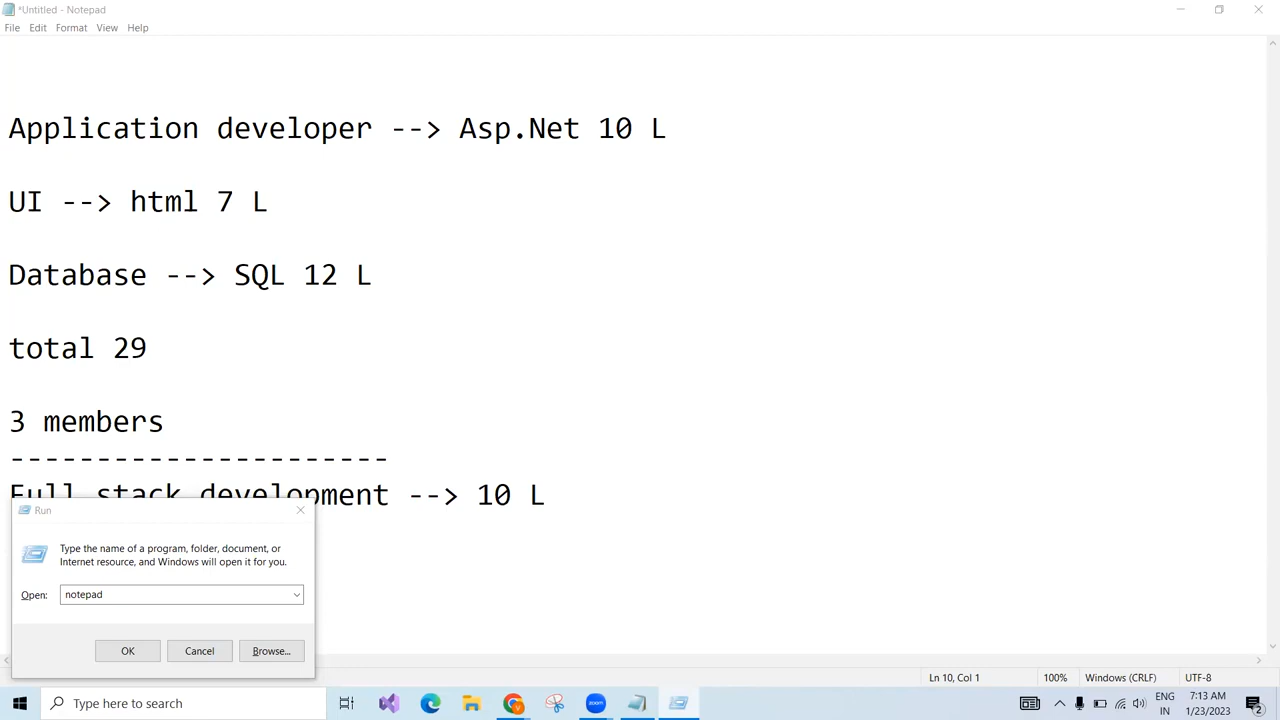 *Untitled - Notepad
File Edit Format View Help
Application developer --> Asp.Net 10 L
UI --> html 7 L
Database --> SQL 12 L
total 29
3 members
----------------------
Full stack development --> 10 L
Run
Type the name of a program, folder, document, or
Internet resource, and Windows will open it for you.
Open: notepad
OK Cancel Browse...
Ln 10, Col 1 100% Windows (CRLF) UTF-8
Type here to search
zoom
ENG 7:13 AM
IN 1/23/2023
2